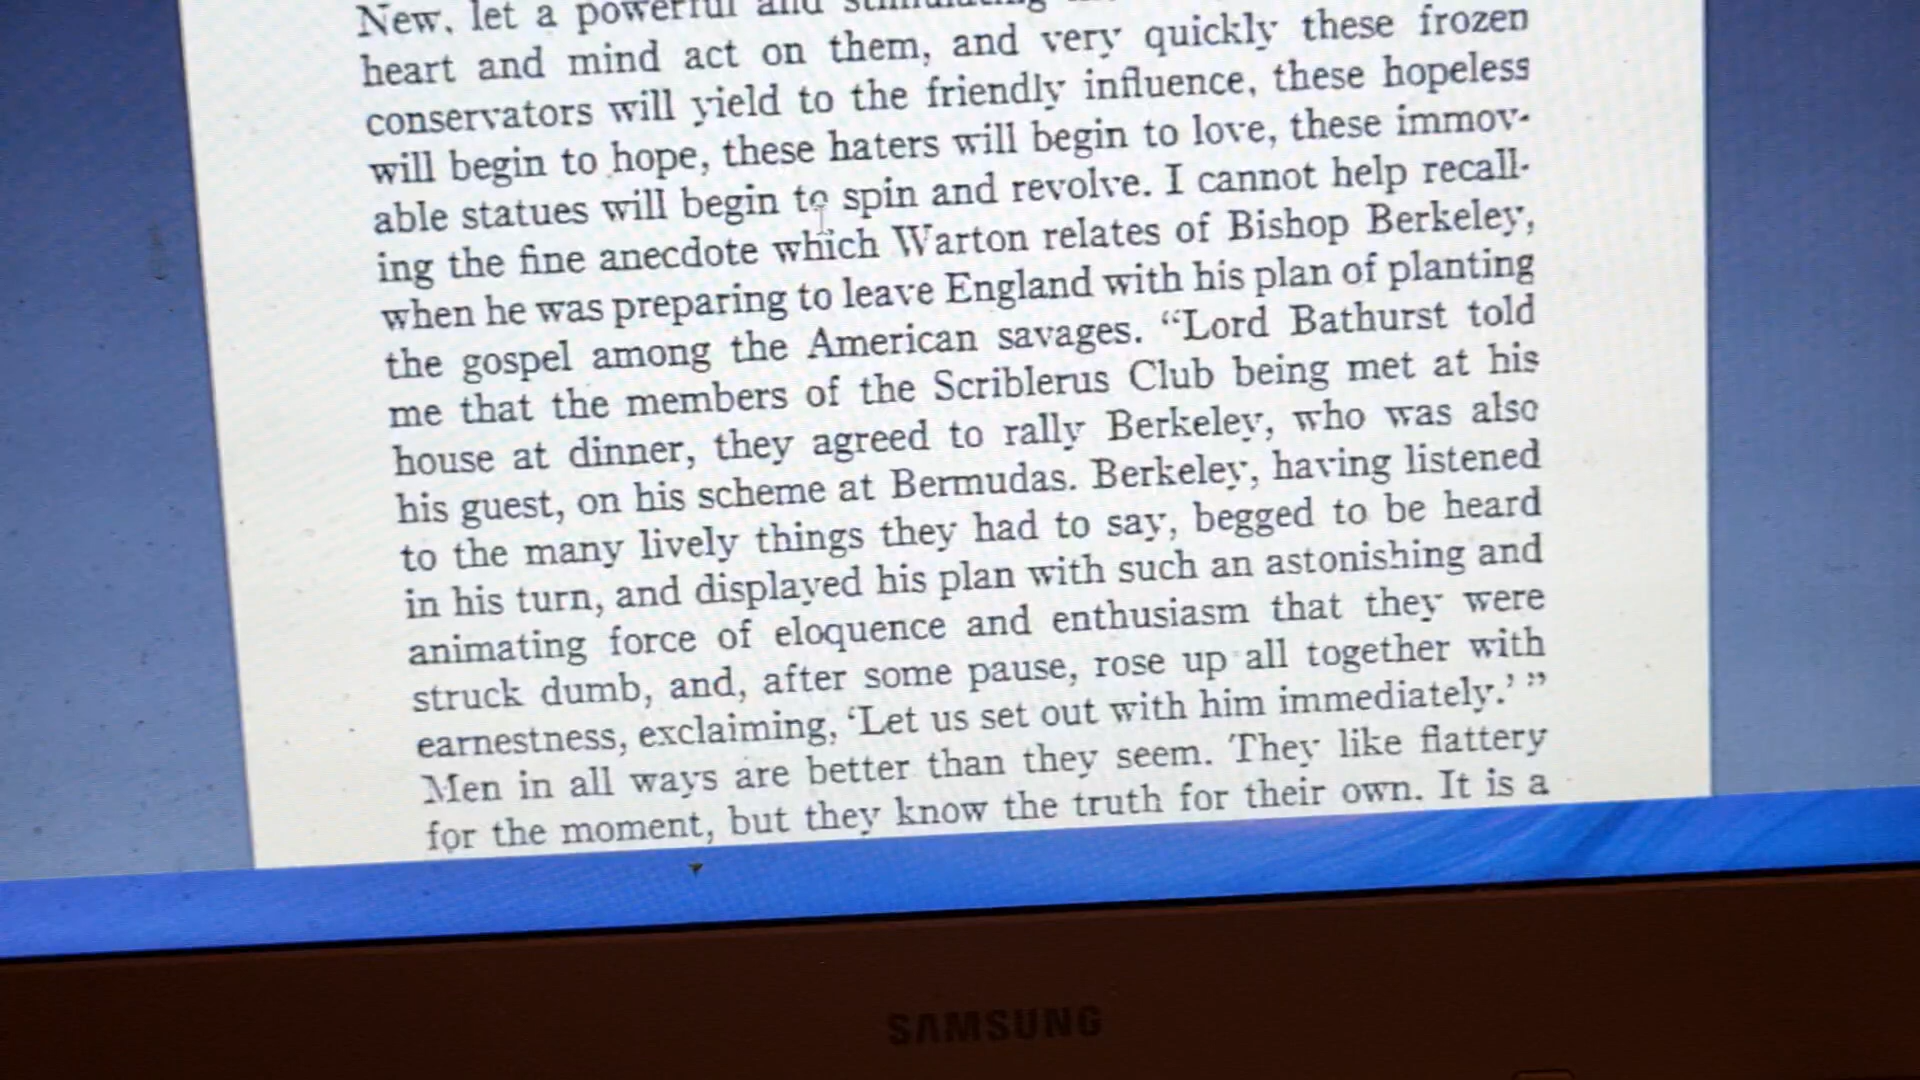 New, let a powerful and
heart and mind act on them, and very quickly these frozen
conservators will yield to the friendly influence, these hopeless
will begin to hope, these haters will begin to love, these immov-
able statues will begin to spin and revolve. I cannot help recall-
ing the fine anecdote which Warton relates of Bishop Berkeley,
when he was preparing to leave England with his plan of planting
the gospel among the American savages. “Lord Bathurst told
me that the members of the Scriblerus Club being met at his
house at dinner, they agreed to rally Berkeley, who was also
his guest, on his scheme at Bermudas. Berkeley, having listened
to the many lively things they had to say, begged to be heard
in his turn, and displayed his plan with such an astonishing and
animating force of eloquence and enthusiasm that they were
struck dumb, and, after some pause, rose up all together with
earnestness, exclaiming, ‘Let us set out with him immediately.’ ”
Men in all ways are better than they seem. They like flattery
for the moment, but they know the truth for their own. It is a
SAMSUNG